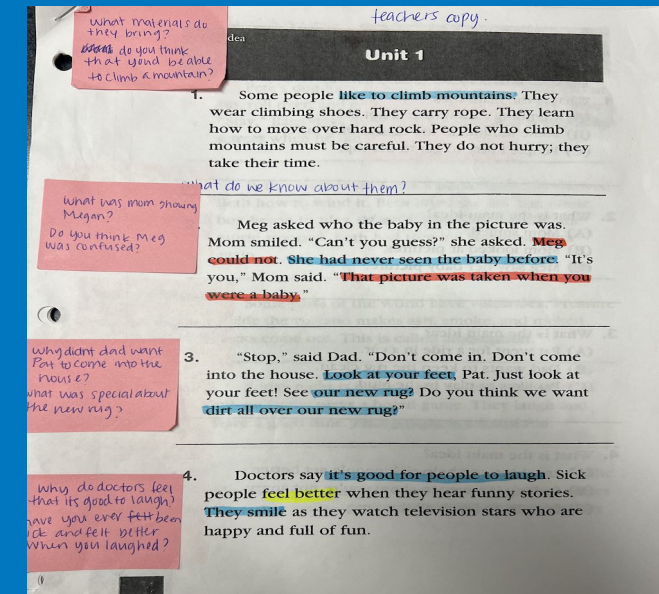 teachers copy.
What materials do
they bring?
do you think
that youd be able
to climb a mountain?
dea
Unit 1
1. Some people like to climb mountains. They
wear climbing shoes. They carry rope. They learn
how to move over hard rock. People who climb
mountains must be careful. They do not hurry; they
take their time.
what do we know about them?
What was mom showing
Megan?
Do you think Meg
was confused?
Meg asked who the baby in the picture was.
Mom smiled. “Can’t you guess?” she asked. Meg
could not. She had never seen the baby before. “It’s
you,” Mom said. “That picture was taken when you
were a baby.”
why didnt dad want
Pat to come into the
house?
what was special about
the new rug?
3. “Stop,” said Dad. “Don’t come in. Don’t come
into the house. Look at your feet, Pat. Just look at
your feet! See our new rug? Do you think we want
dirt all over our new rug?”
why do doctors feel
that its good to laugh?
have you ever felt been
ick and felt better
when you laughed?
4. Doctors say it’s good for people to laugh. Sick
people feel better when they hear funny stories.
They smile as they watch television stars who are
happy and full of fun.